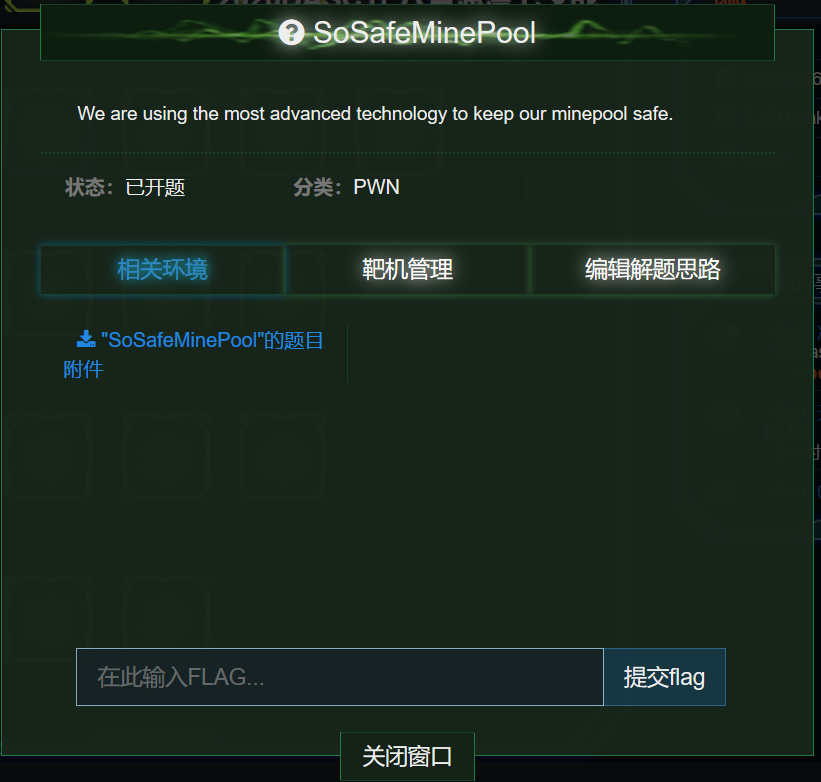 SoSafeMinePool
We are using the most advanced technology to keep our minepool safe.
状态：已开题 分类：PWN
相关环境 靶机管理 编辑解题思路
"SoSafeMinePool"的题目
附件
在此输入FLAG... 提交flag
关闭窗口